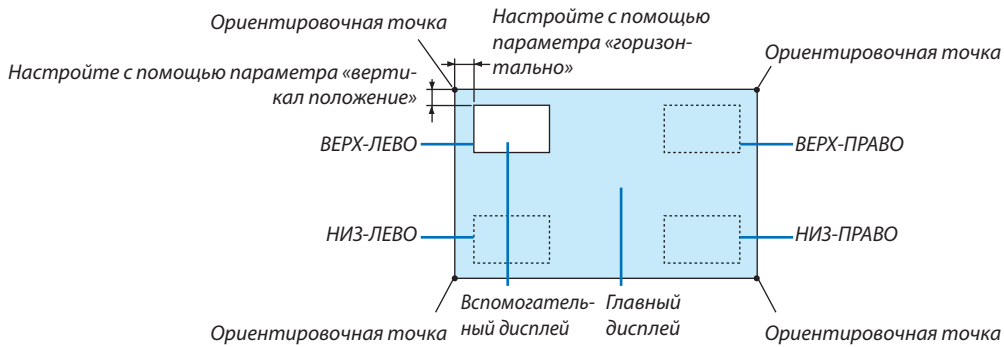 Ориентировочная точка
Настройте с помощью
параметра «горизон-
тально»
Ориентировочная точка
Настройте с помощью параметра «верти-
кал положение»
ВЕРХ-ЛЕВО
ВЕРХ-ПРАВО
НИЗ-ЛЕВО
НИЗ-ПРАВО
Ориентировочная точка
Вспомогатель-
ный дисплей
Главный
дисплей
Ориентировочная точка